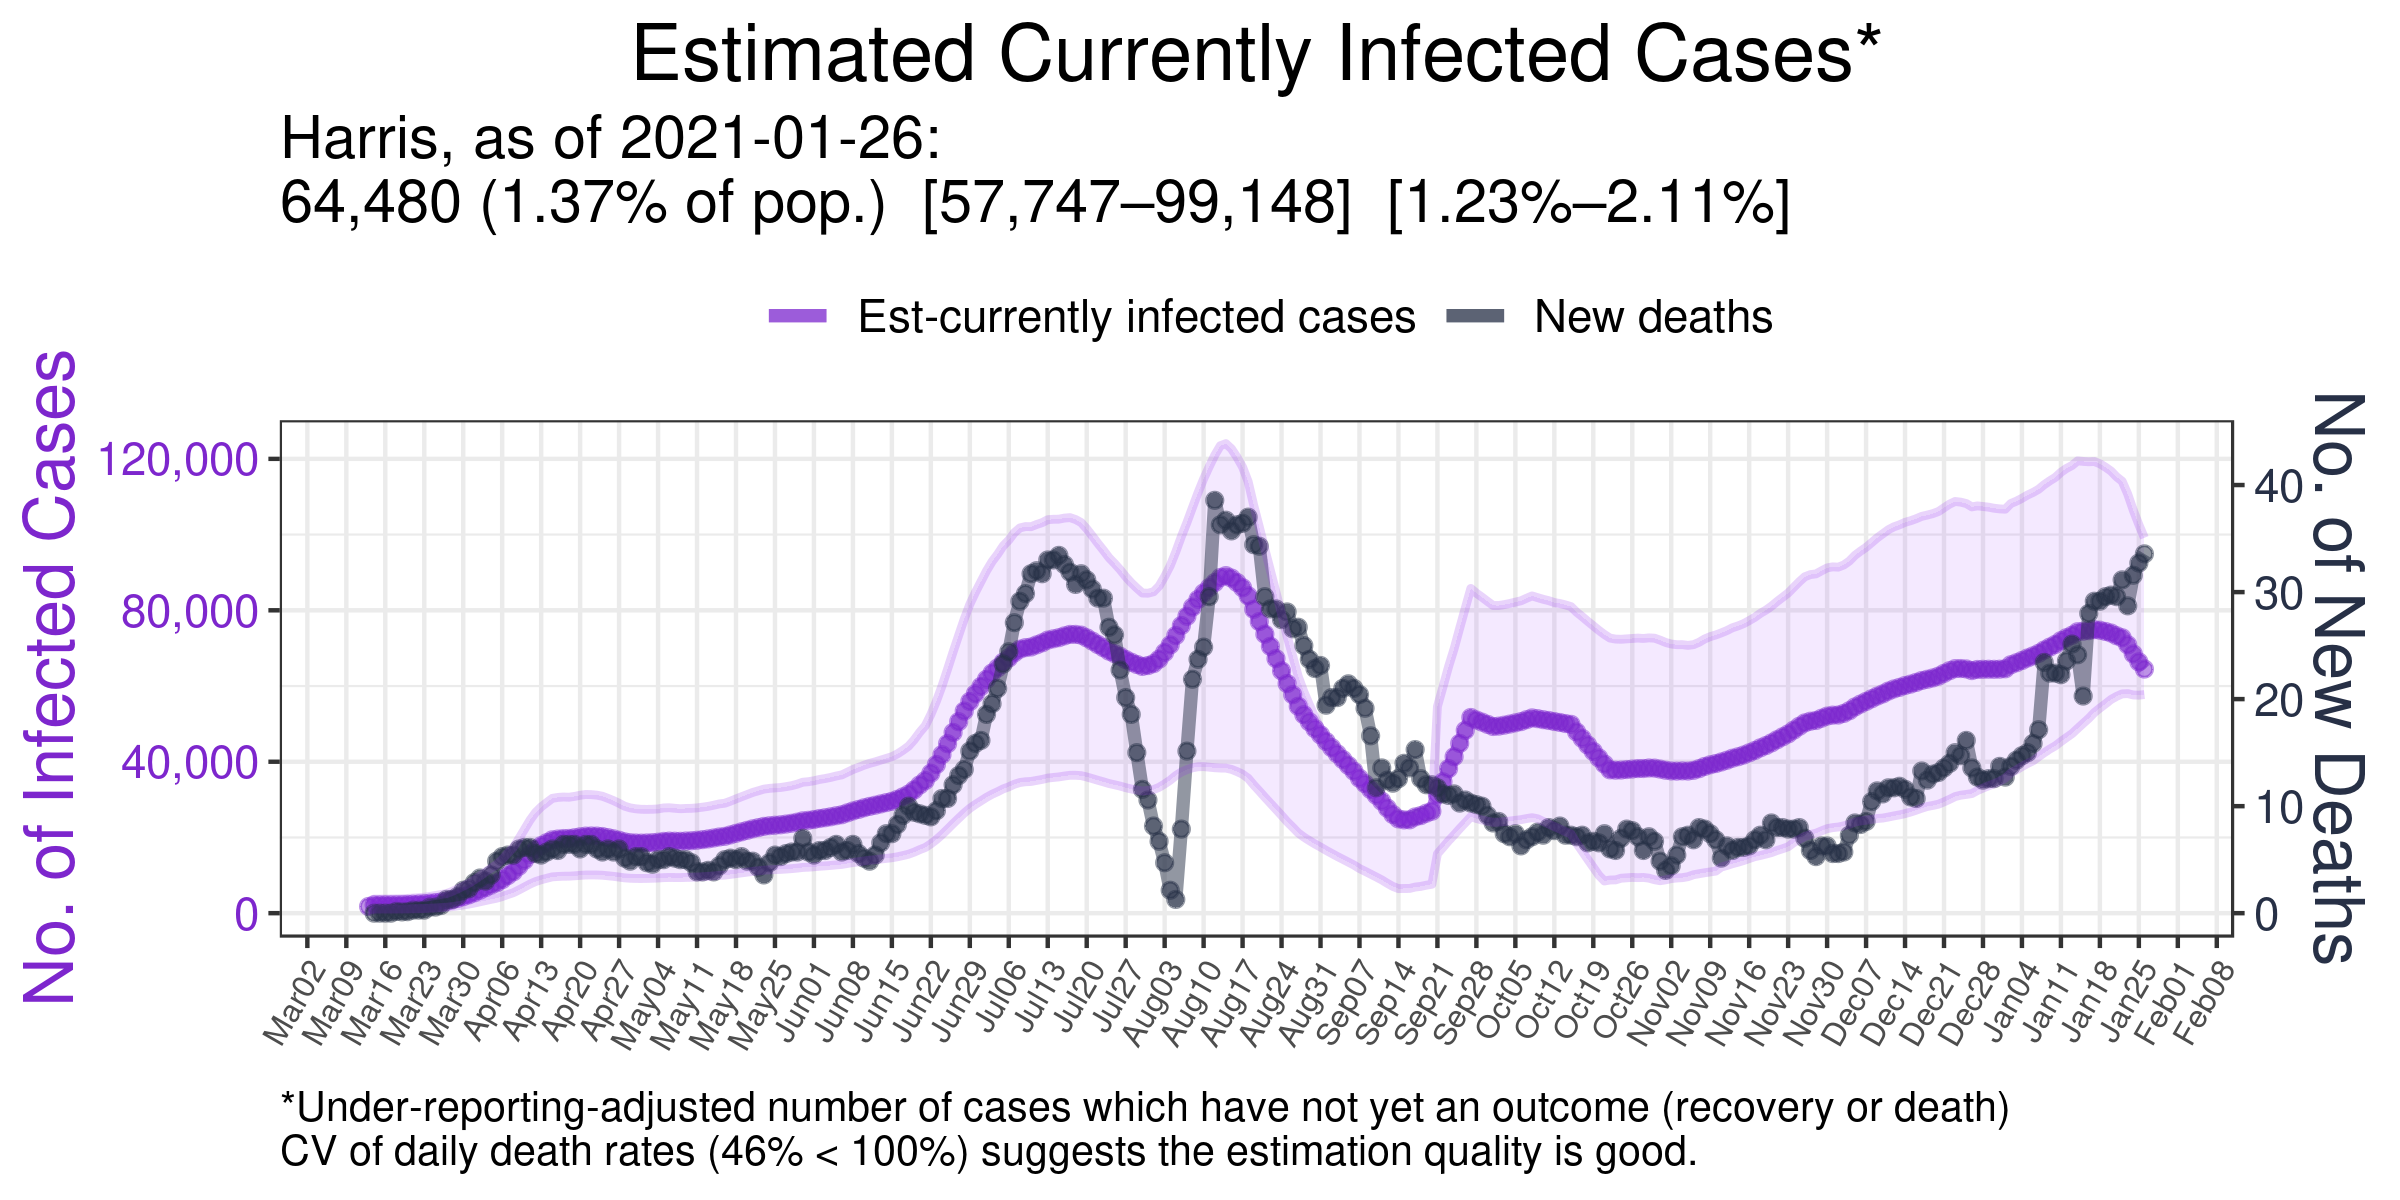 Estimated Currently Infected Cases*
Harris, as of 2021-01-26:
64,480 (1.37% of pop.) [57,747–99,148] [1.23%–2.11%]
Est-currently infected cases
New deaths
No. of Infected Cases
120,000
80,000
40,000
0
No. of New Deaths
40
30
20
10
0
Mar02
Mar09
Mar16
Mar23
Mar30
Apr06
Apr13
Apr20
Apr27
May04
May11
May18
May25
Jun01
Jun08
Jun15
Jun22
Jun29
Jul06
Jul13
Jul20
Jul27
Aug03
Aug10
Aug17
Aug24
Aug31
Sep07
Sep14
Sep21
Sep28
Oct05
Oct12
Oct19
Oct26
Nov02
Nov09
Nov16
Nov23
Nov30
Dec07
Dec14
Dec21
Dec28
Jan04
Jan11
Jan18
Jan25
Feb01
Feb08
*Under-reporting-adjusted number of cases which have not yet an outcome (recovery or death)
CV of daily death rates (46% < 100%) suggests the estimation quality is good.